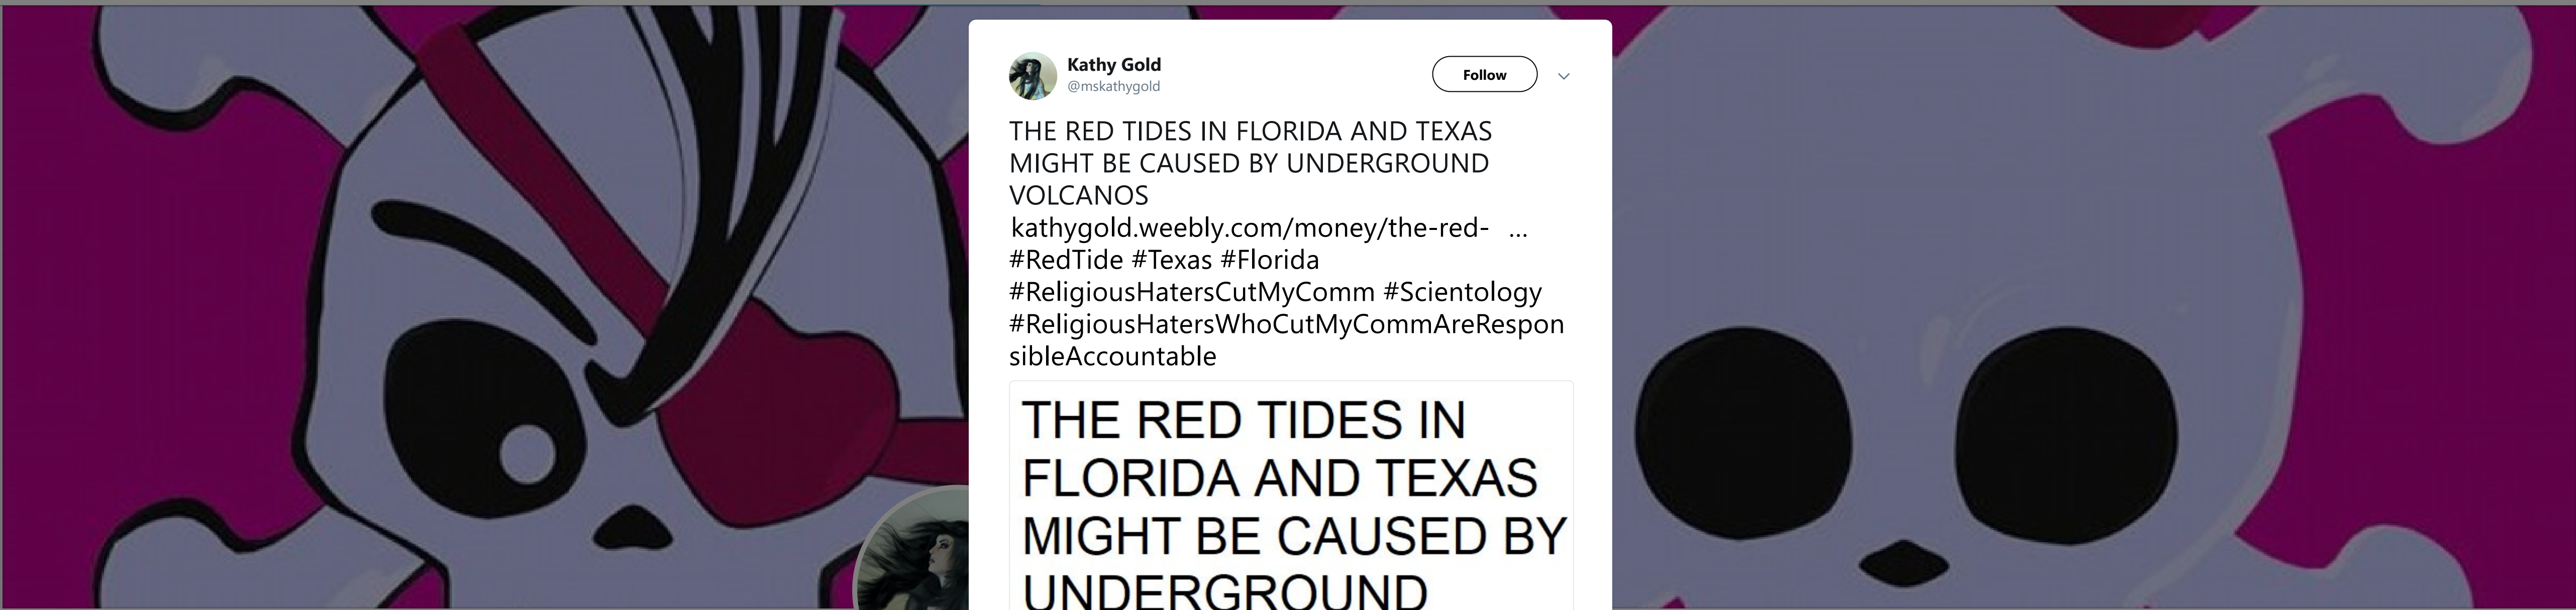 Kathy Gold
@mskathygold
Follow
THE RED TIDES IN FLORIDA AND TEXAS
MIGHT BE CAUSED BY UNDERGROUND
VOLCANOS
kathygold.weebly.com/money/the-red- ...
#RedTide #Texas #Florida
#ReligiousHatersCutMyComm #Scientology
#ReligiousHatersWhoCutMyCommAreRespon
sibleAccountable
THE RED TIDES IN
FLORIDA AND TEXAS
MIGHT BE CAUSED BY
UNDERGROUND